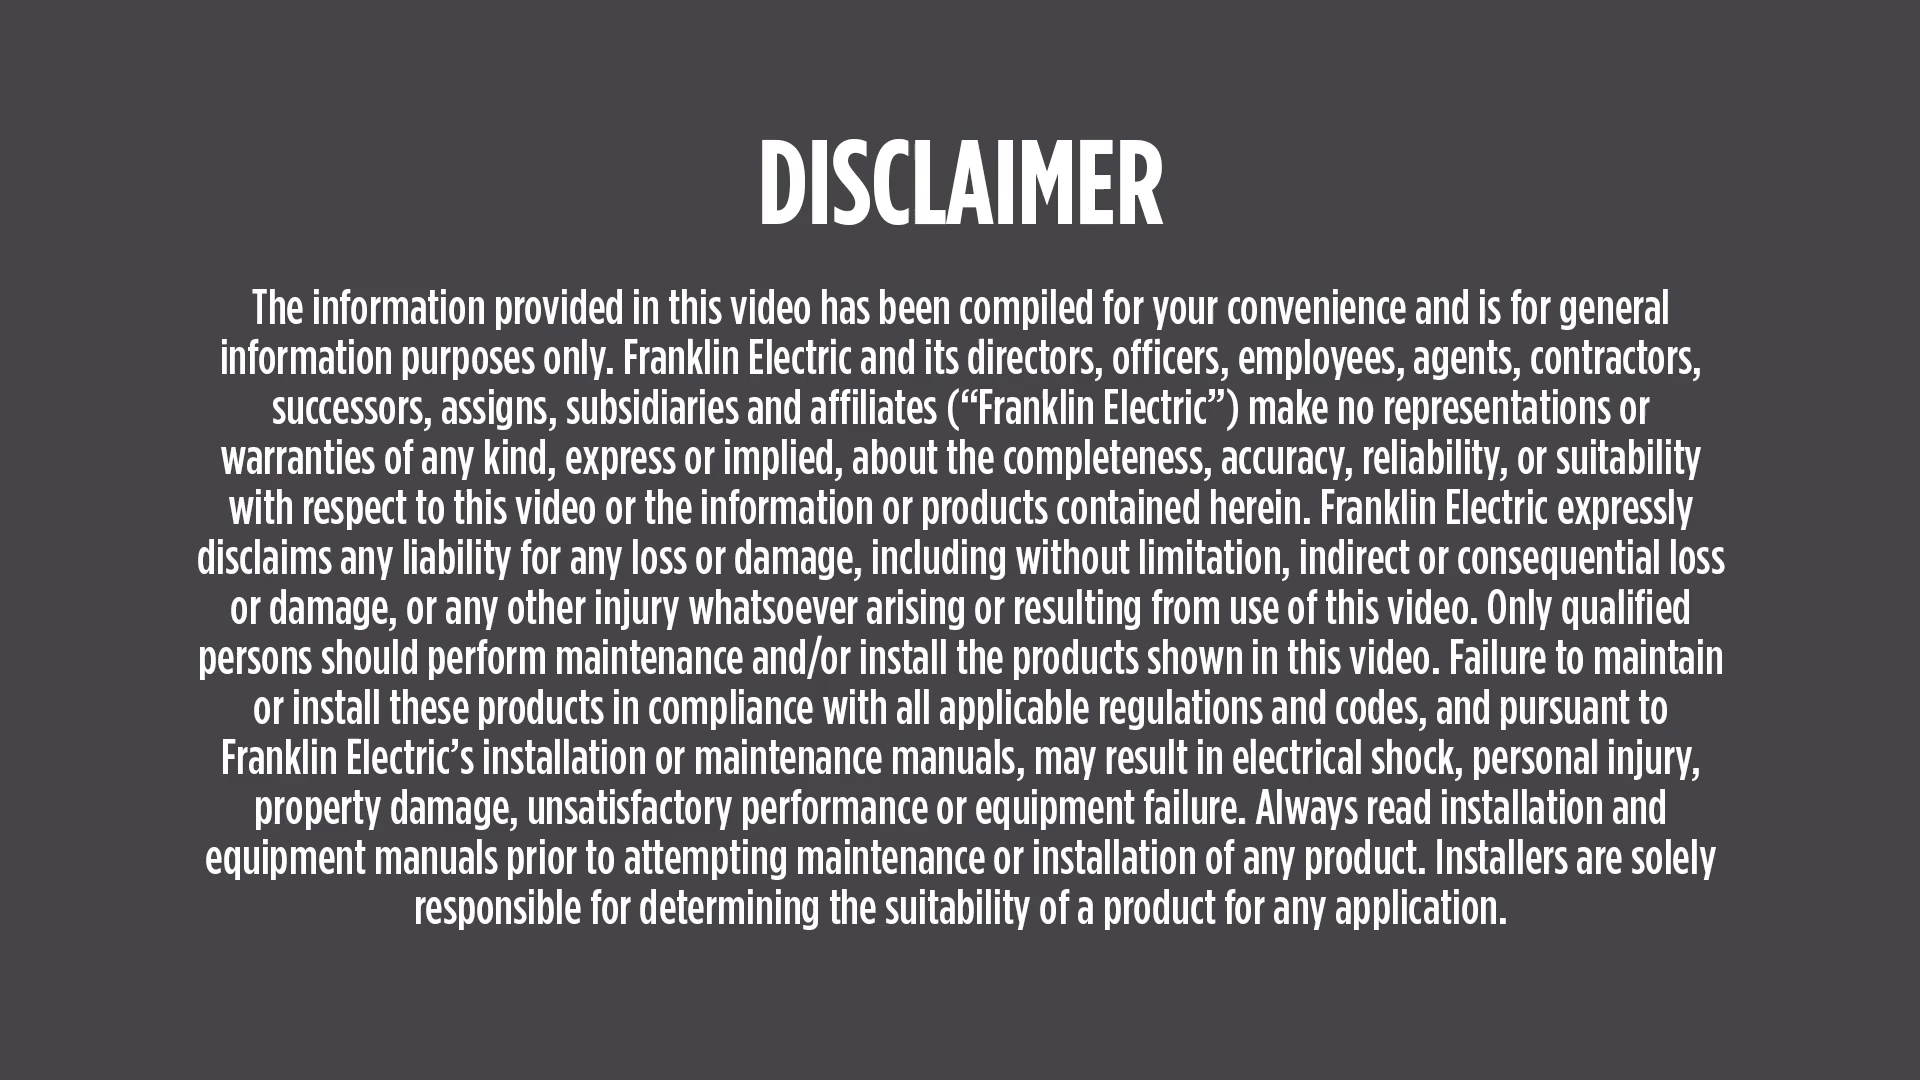 DISCLAIMER
The information provided in this video has been compiled for your convenience and is for general
information purposes only. Franklin Electric and its directors, officers, employees, agents, contractors,
successors, assigns, subsidiaries and affiliates (“Franklin Electric”) make no representations or
warranties of any kind, express or implied, about the completeness, accuracy, reliability, or suitability
with respect to this video or the information or products contained herein. Franklin Electric expressly
disclaims any liability for any loss or damage, including without limitation, indirect or consequential loss
or damage, or any other injury whatsoever arising or resulting from use of this video. Only qualified
persons should perform maintenance and/or install the products shown in this video. Failure to maintain
or install these products in compliance with all applicable regulations and codes, and pursuant to
Franklin Electric’s installation or maintenance manuals, may result in electrical shock, personal injury,
property damage, unsatisfactory performance or equipment failure. Always read installation and
equipment manuals prior to attempting maintenance or installation of any product. Installers are solely
responsible for determining the suitability of a product for any application.